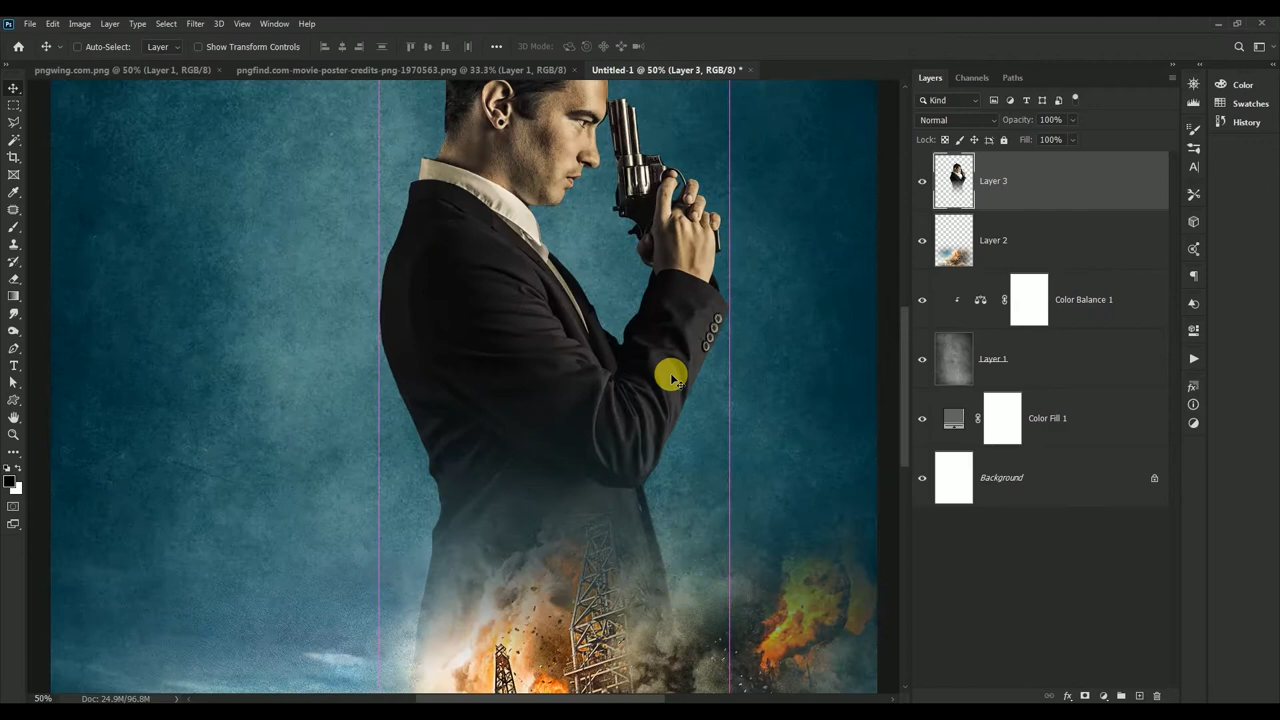 Ps File Edit Image Layer Type Select Filter 3D View Window Help
Auto-Select: Layer Show Transform Controls 3D Mode:
pngwing.com.png @ 50% (Layer 1, RGB/8) × pngfind.com-movie-poster-credits-png-1970563.png @ 33.3% (Layer 1, RGB/8) × Untitled-1 @ 50% (Layer 3, RGB/8) * ×
Layers Channels Paths
Color
Kind
Swatches
Normal Opacity: 100%
History
Lock: Fill: 100%
Layer 3
Layer 2
Color Balance 1
Layer 1
Color Fill 1
Background
50% Doc: 24.9M/96.8M